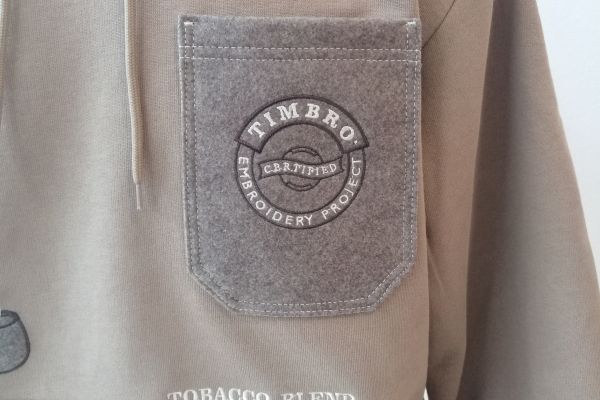 TIMBRO
CERTIFIED
EMBROIDERY PROJECT
TOBACCO BLEND